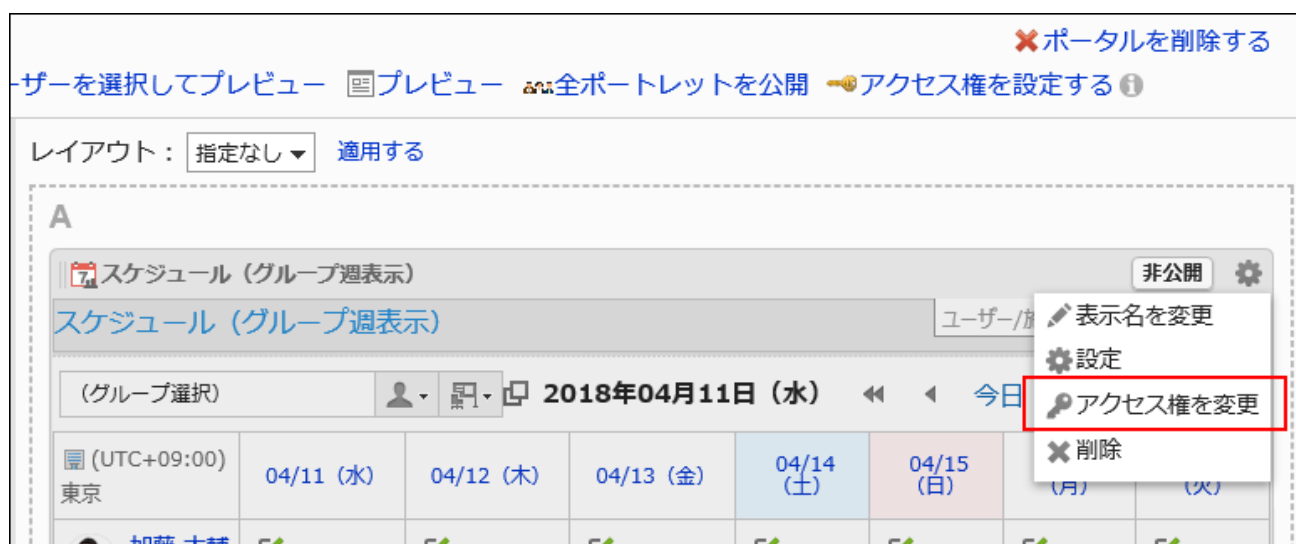 ポータルを削除する
ーザーを選択してプレビュー プレビュー 全ポートレットを公開 アクセス権を設定する
レイアウト： 指定なし 適用する
A
スケジュール（グループ週表示） 非公開
スケジュール（グループ週表示） ユーザー/施
表示名を変更
設定
（グループ選択） 2018年04月11日（水） 今日
アクセス権を変更
削除
(UTC+09:00)
東京
04/11（水） 04/12（木） 04/13（金） 04/14（土） 04/15（日） （月） （火）
加藤